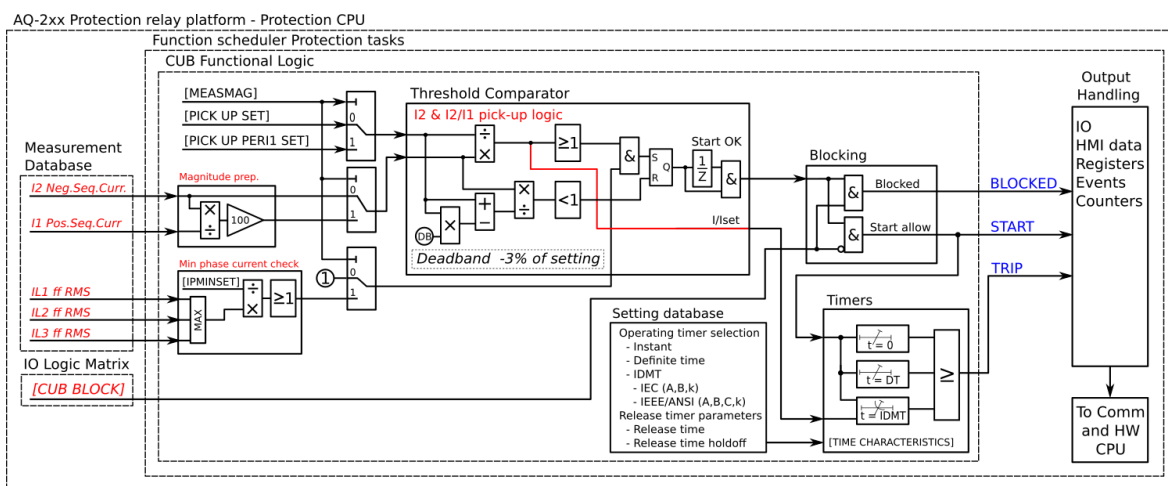 AQ-2xx Protection relay platform - Protection CPU
Function scheduler Protection tasks
CUB Functional Logic
Measurement
Database
I2 Neg.Seq.Curr.
I1 Pos.Seq.Curr
IL1 ff RMS
IL2 ff RMS
IL3 ff RMS
IO Logic Matrix
[CUB BLOCK]
[MEASMAG]
[PICK UP SET]
[PICK UP PERI1 SET]
0
1
Magnitude prep.
×
÷
100
1
Min phase current check
[IPMINSET]
MAX
÷
×
≥1
1
0
1
Threshold Comparator
I2 & I2/I1 pick-up logic
÷
×
≥1
&
S
R
Q
Start OK
1
Z
&
DB
×
+
−
×
÷
<1
I/Iset
Deadband -3% of setting
Blocking
&
Blocked
&
Start allow
BLOCKED
START
TRIP
Setting database
Operating timer selection
- Instant
- Definite time
- IDMT
- IEC (A,B,k)
- IEEE/ANSI (A,B,C,k)
Release timer parameters
- Release time
- Release time holdoff
Timers
t = 0
t = DT
t = IDMT
≥
[TIME CHARACTERISTICS]
Output
Handling
IO
HMI data
Registers
Events
Counters
To Comm
and HW
CPU